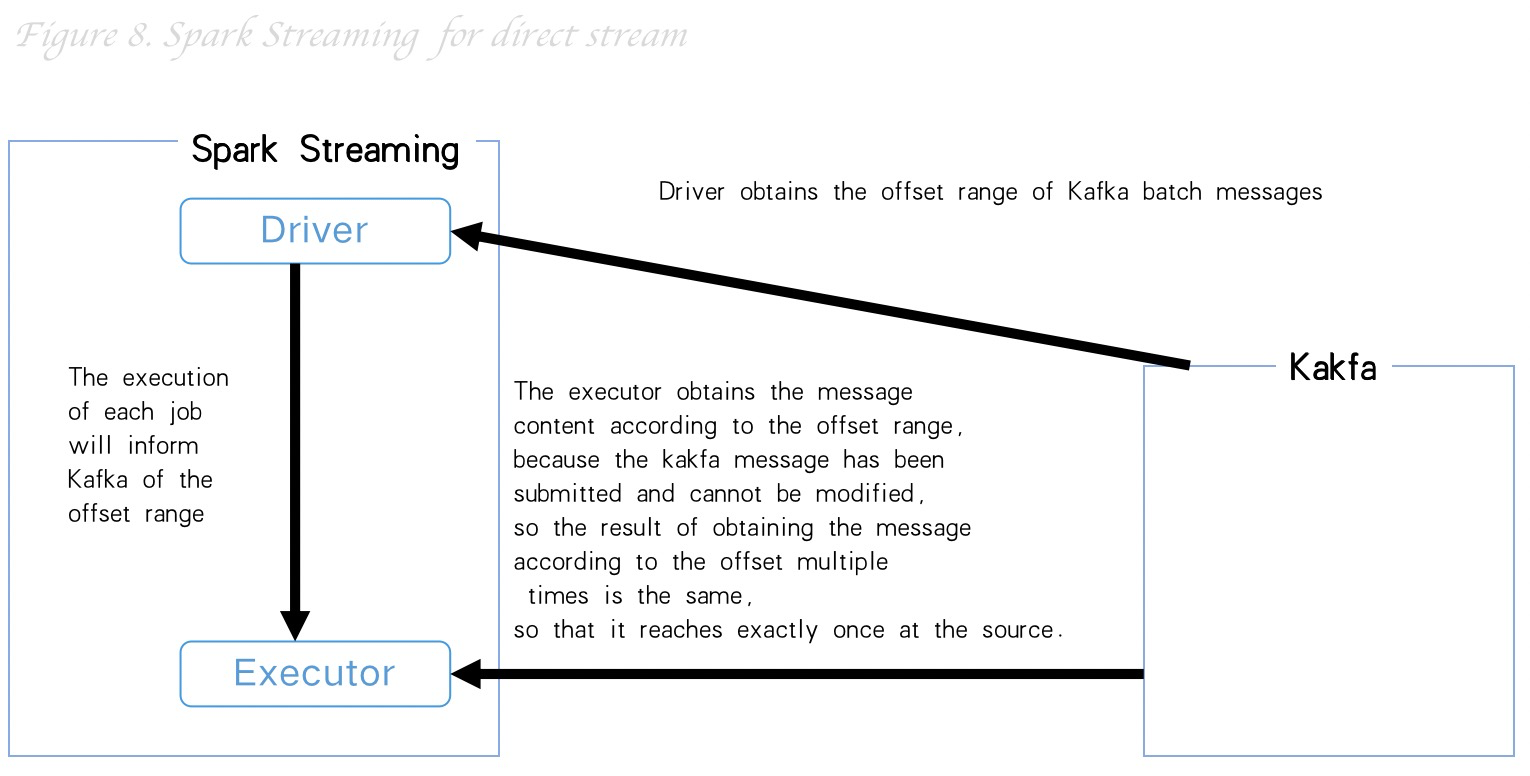 Figure 8. Spark Streaming for direct stream
Spark Streaming
Driver
Driver obtains the offset range of Kafka batch messages
Kakfa
The execution
of each job
will inform
Kafka of the
offset range
The executor obtains the message
content according to the offset range,
because the kakfa message has been
submitted and cannot be modified,
so the result of obtaining the message
according to the offset multiple
times is the same,
so that it reaches exactly once at the source.
Executor